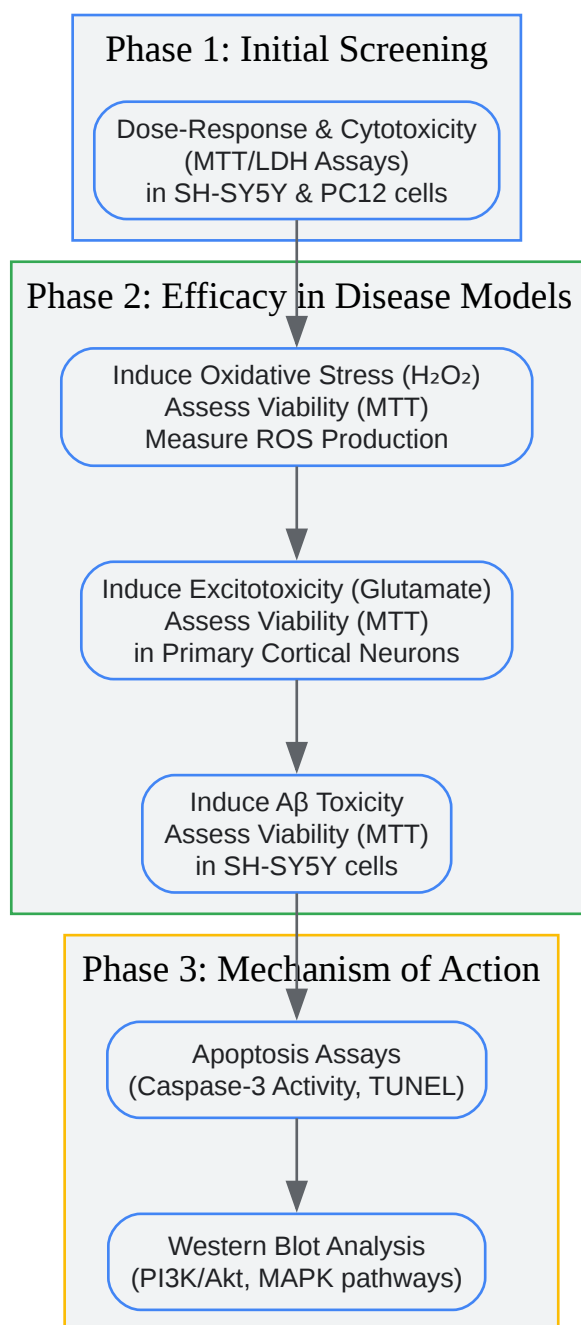 Phase 1: Initial Screening
Dose-Response & Cytotoxicity
(MTT/LDH Assays)
in SH-SY5Y & PC12 cells
Phase 2: Efficacy in Disease Models
Induce Oxidative Stress (H₂O₂)
Assess Viability (MTT)
Measure ROS Production
Induce Excitotoxicity (Glutamate)
Assess Viability (MTT)
in Primary Cortical Neurons
Induce Aβ Toxicity
Assess Viability (MTT)
in SH-SY5Y cells
Phase 3: Mechanism of Action
Apoptosis Assays
(Caspase-3 Activity, TUNEL)
Western Blot Analysis
(PI3K/Akt, MAPK pathways)